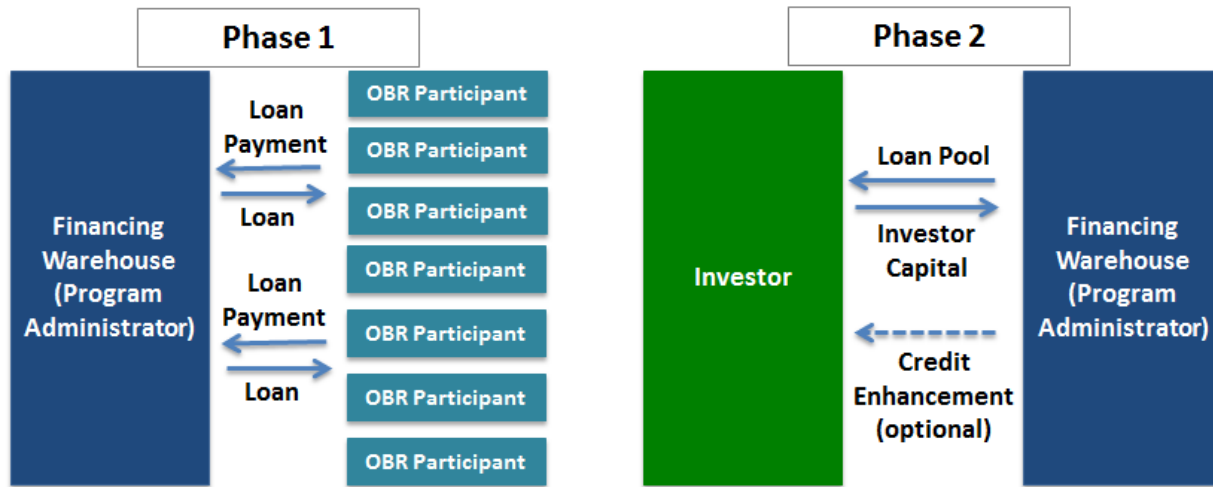 Phase 1
Financing
Warehouse
(Program
Administrator)
Loan
Payment
Loan
Loan
Payment
Loan
OBR Participant
OBR Participant
OBR Participant
OBR Participant
OBR Participant
OBR Participant
OBR Participant
Phase 2
Investor
Loan Pool
Investor
Capital
Credit
Enhancement
(optional)
Financing
Warehouse
(Program
Administrator)